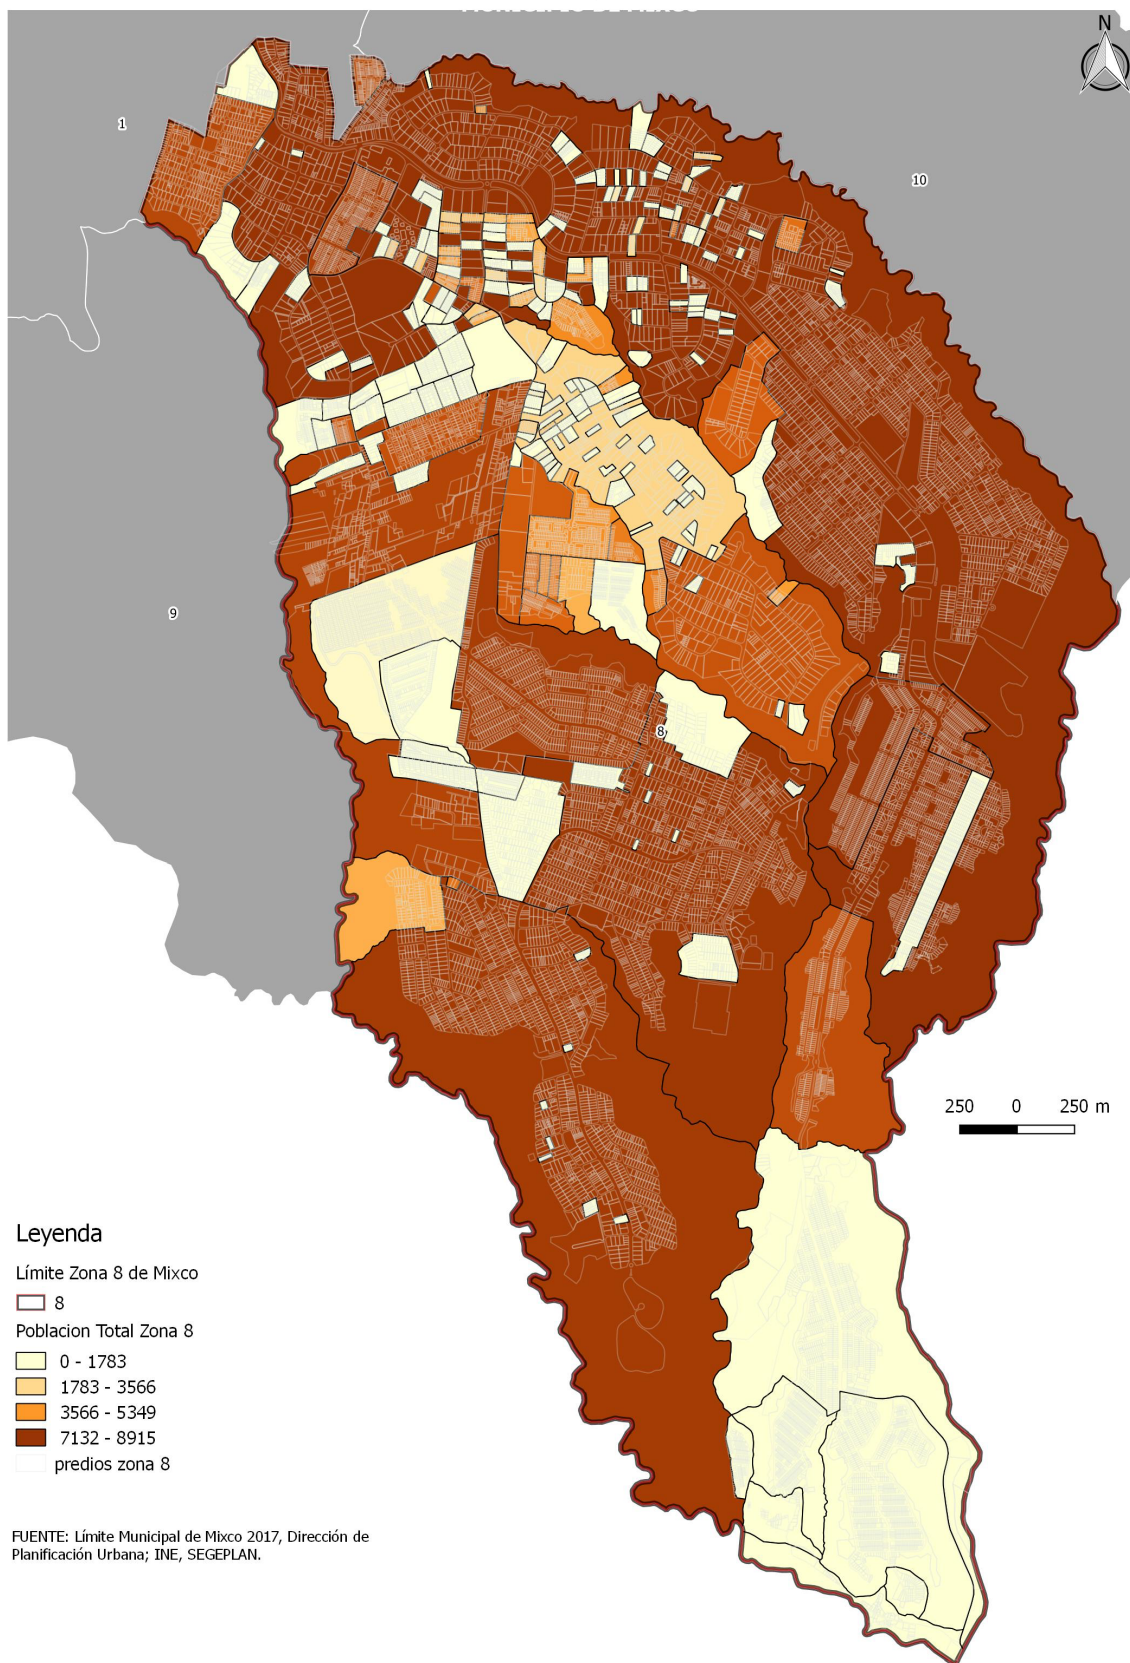 N
1
10
9
8
250 0 250 m
Leyenda
Límite Zona 8 de Mixco
8
Poblacion Total Zona 8
0 - 1783
1783 - 3566
3566 - 5349
7132 - 8915
predios zona 8
FUENTE: Límite Municipal de Mixco 2017, Dirección de
Planificación Urbana; INE, SEGEPLAN.